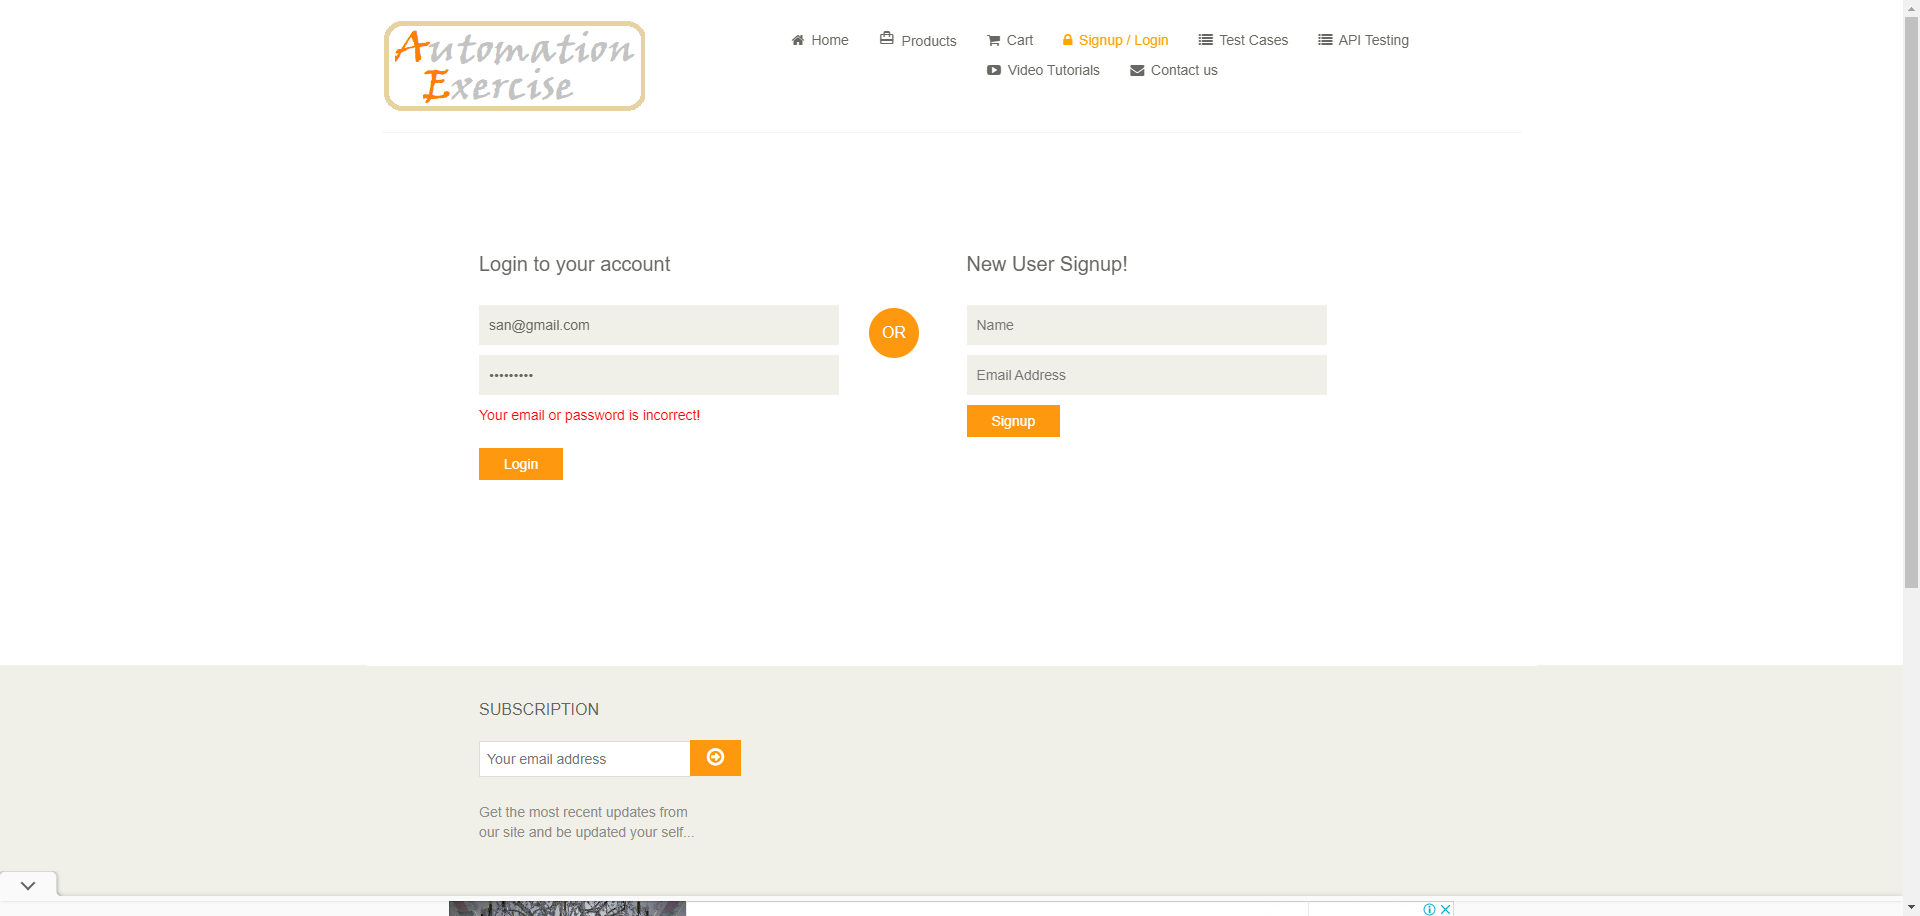 Automation
Exercise
Home
Products
Cart
Signup / Login
Test Cases
API Testing
Video Tutorials
Contact us
Login to your account
san@gmail.com
•••••••••
Your email or password is incorrect!
Login
OR
New User Signup!
Name
Email Address
Signup
SUBSCRIPTION
Your email address
Get the most recent updates from
our site and be updated your self...